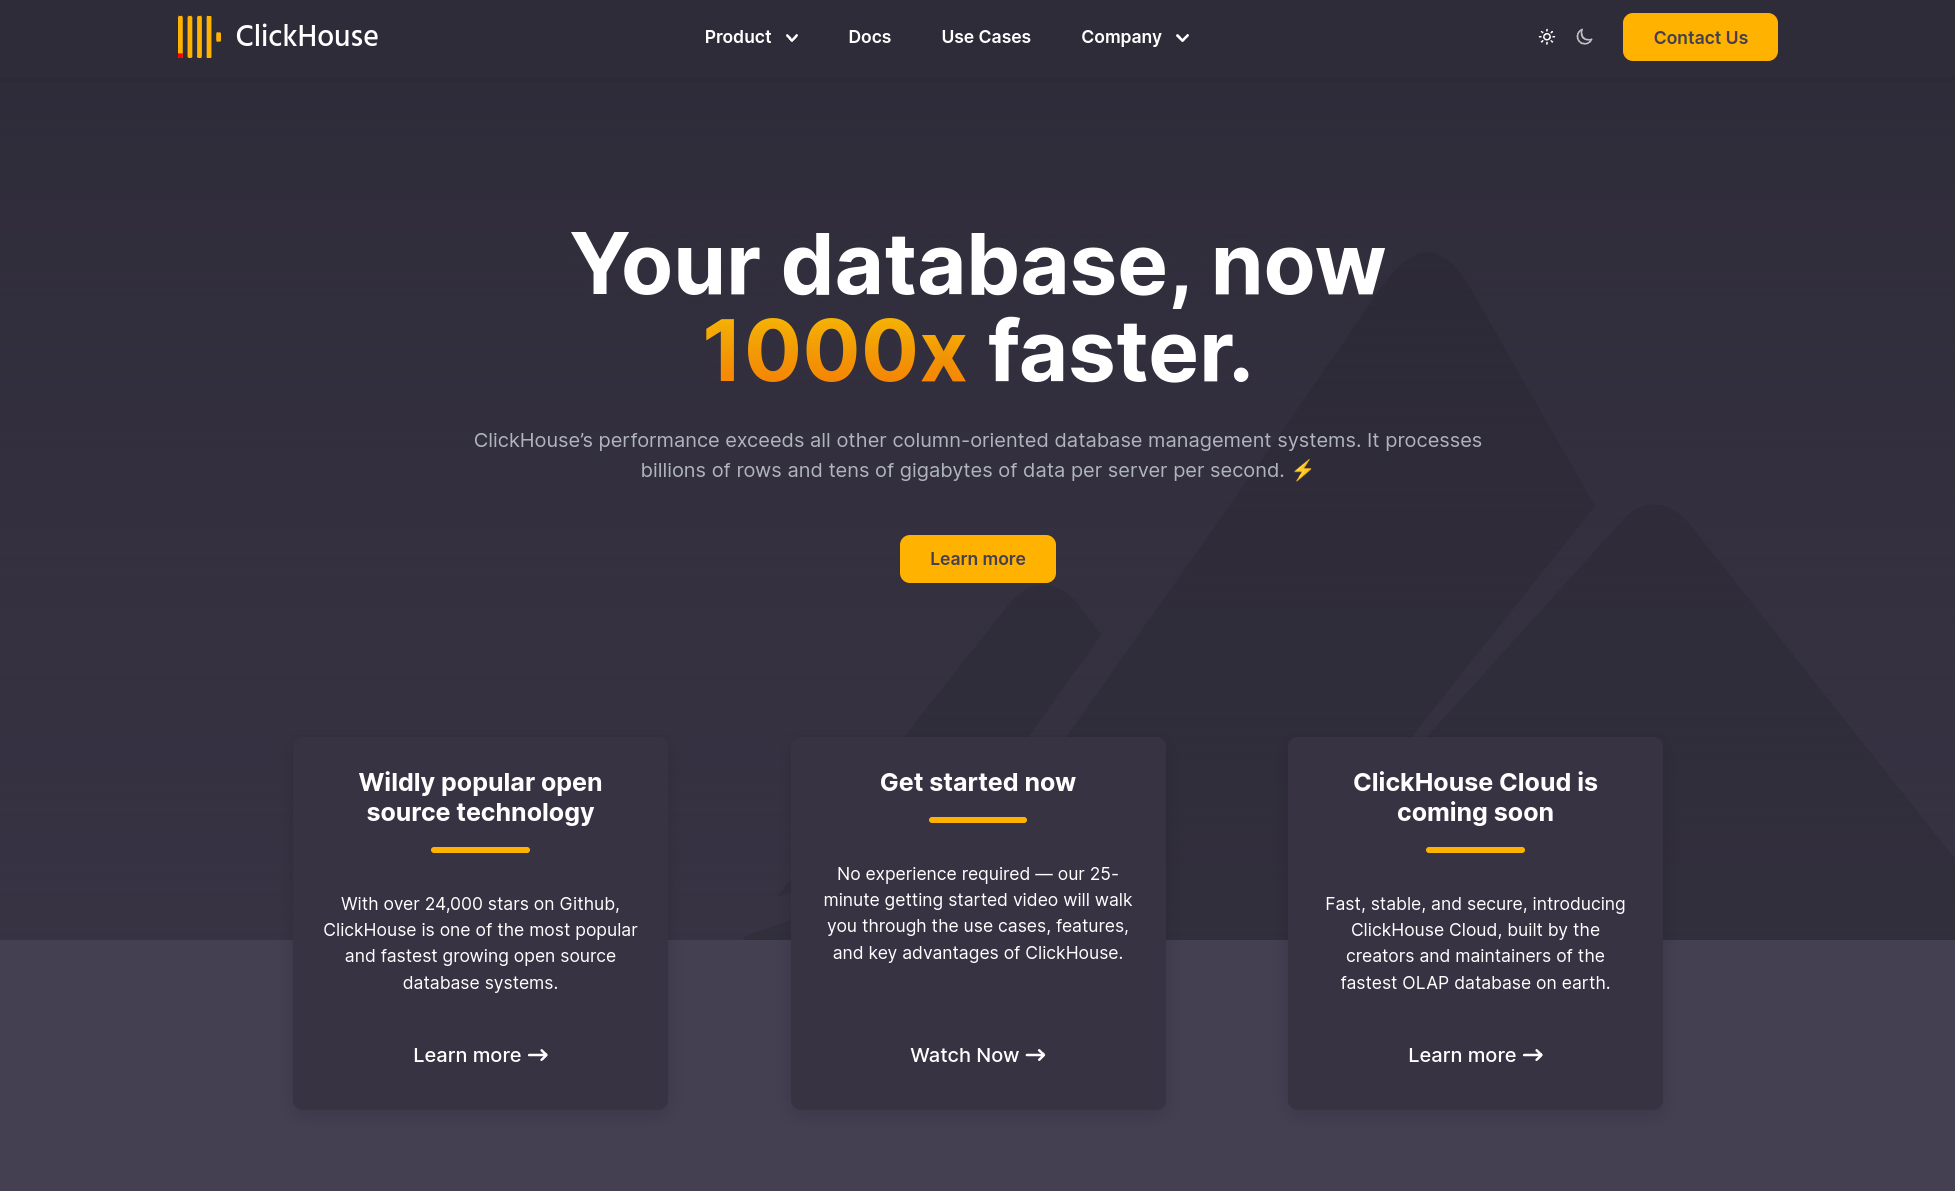 ClickHouse
Product
Docs
Use Cases
Company
Contact Us
Your database, now
1000x faster.
ClickHouse’s performance exceeds all other column-oriented database management systems. It processes
billions of rows and tens of gigabytes of data per server per second. ⚡
Learn more
Wildly popular open
source technology
With over 24,000 stars on Github,
ClickHouse is one of the most popular
and fastest growing open source
database systems.
Learn more →
Get started now
No experience required — our 25-
minute getting started video will walk
you through the use cases, features,
and key advantages of ClickHouse.
Watch Now →
ClickHouse Cloud is
coming soon
Fast, stable, and secure, introducing
ClickHouse Cloud, built by the
creators and maintainers of the
fastest OLAP database on earth.
Learn more →